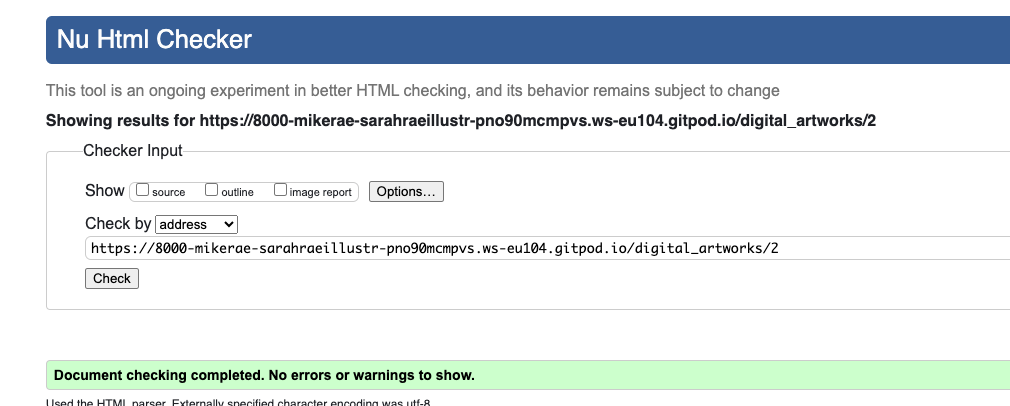 Nu Html Checker
This tool is an ongoing experiment in better HTML checking, and its behavior remains subject to change
Showing results for https://8000-mikerae-sarahraeillustr-pno90mcmpvs.ws-eu104.gitpod.io/digital_artworks/2
Checker Input
Show source outline image report Options...
Check by address
https://8000-mikerae-sarahraeillustr-pno90mcmpvs.ws-eu104.gitpod.io/digital_artworks/2
Check
Document checking completed. No errors or warnings to show.
Used the HTML parser. Externally specified character encoding was utf-8.